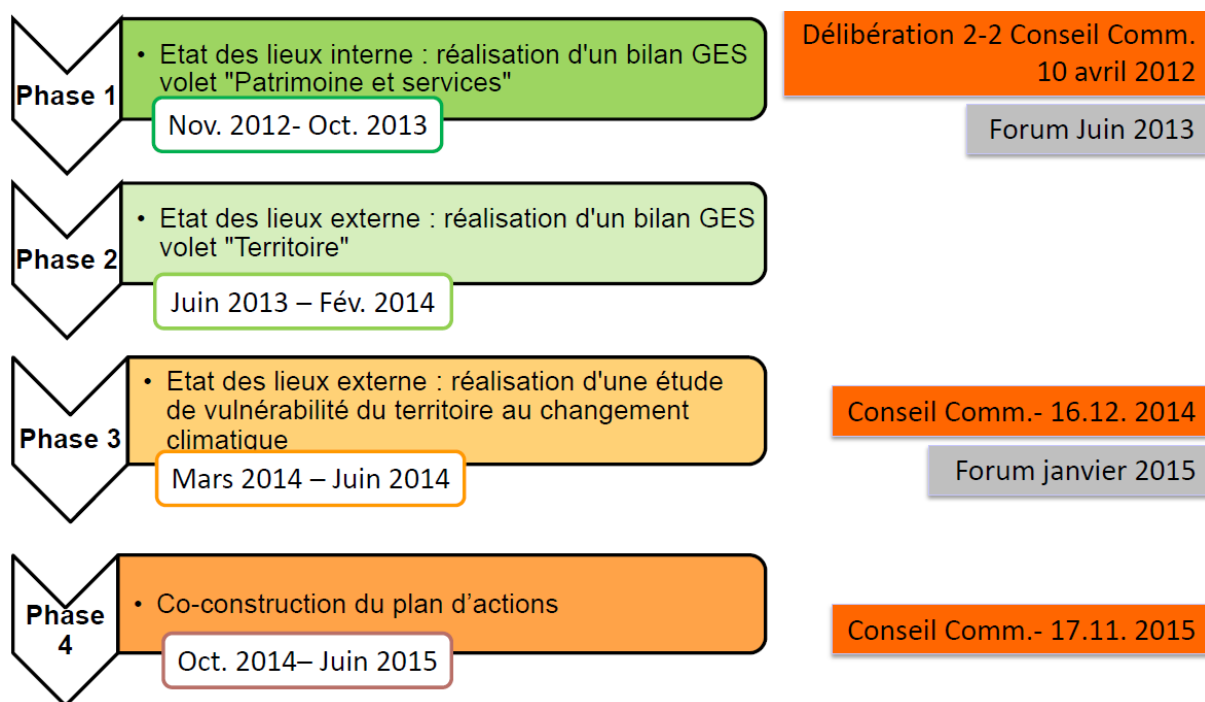 Phase 1
• Etat des lieux interne : réalisation d'un bilan GES
volet "Patrimoine et services"
Nov. 2012- Oct. 2013
Délibération 2-2 Conseil Comm.
10 avril 2012
Forum Juin 2013
Phase 2
• Etat des lieux externe : réalisation d'un bilan GES
volet "Territoire"
Juin 2013 – Fév. 2014
Phase 3
• Etat des lieux externe : réalisation d'une étude
de vulnérabilité du territoire au changement
climatique
Mars 2014 – Juin 2014
Conseil Comm.- 16.12. 2014
Forum janvier 2015
Phase
4
• Co-construction du plan d’actions
Oct. 2014– Juin 2015
Conseil Comm.- 17.11. 2015